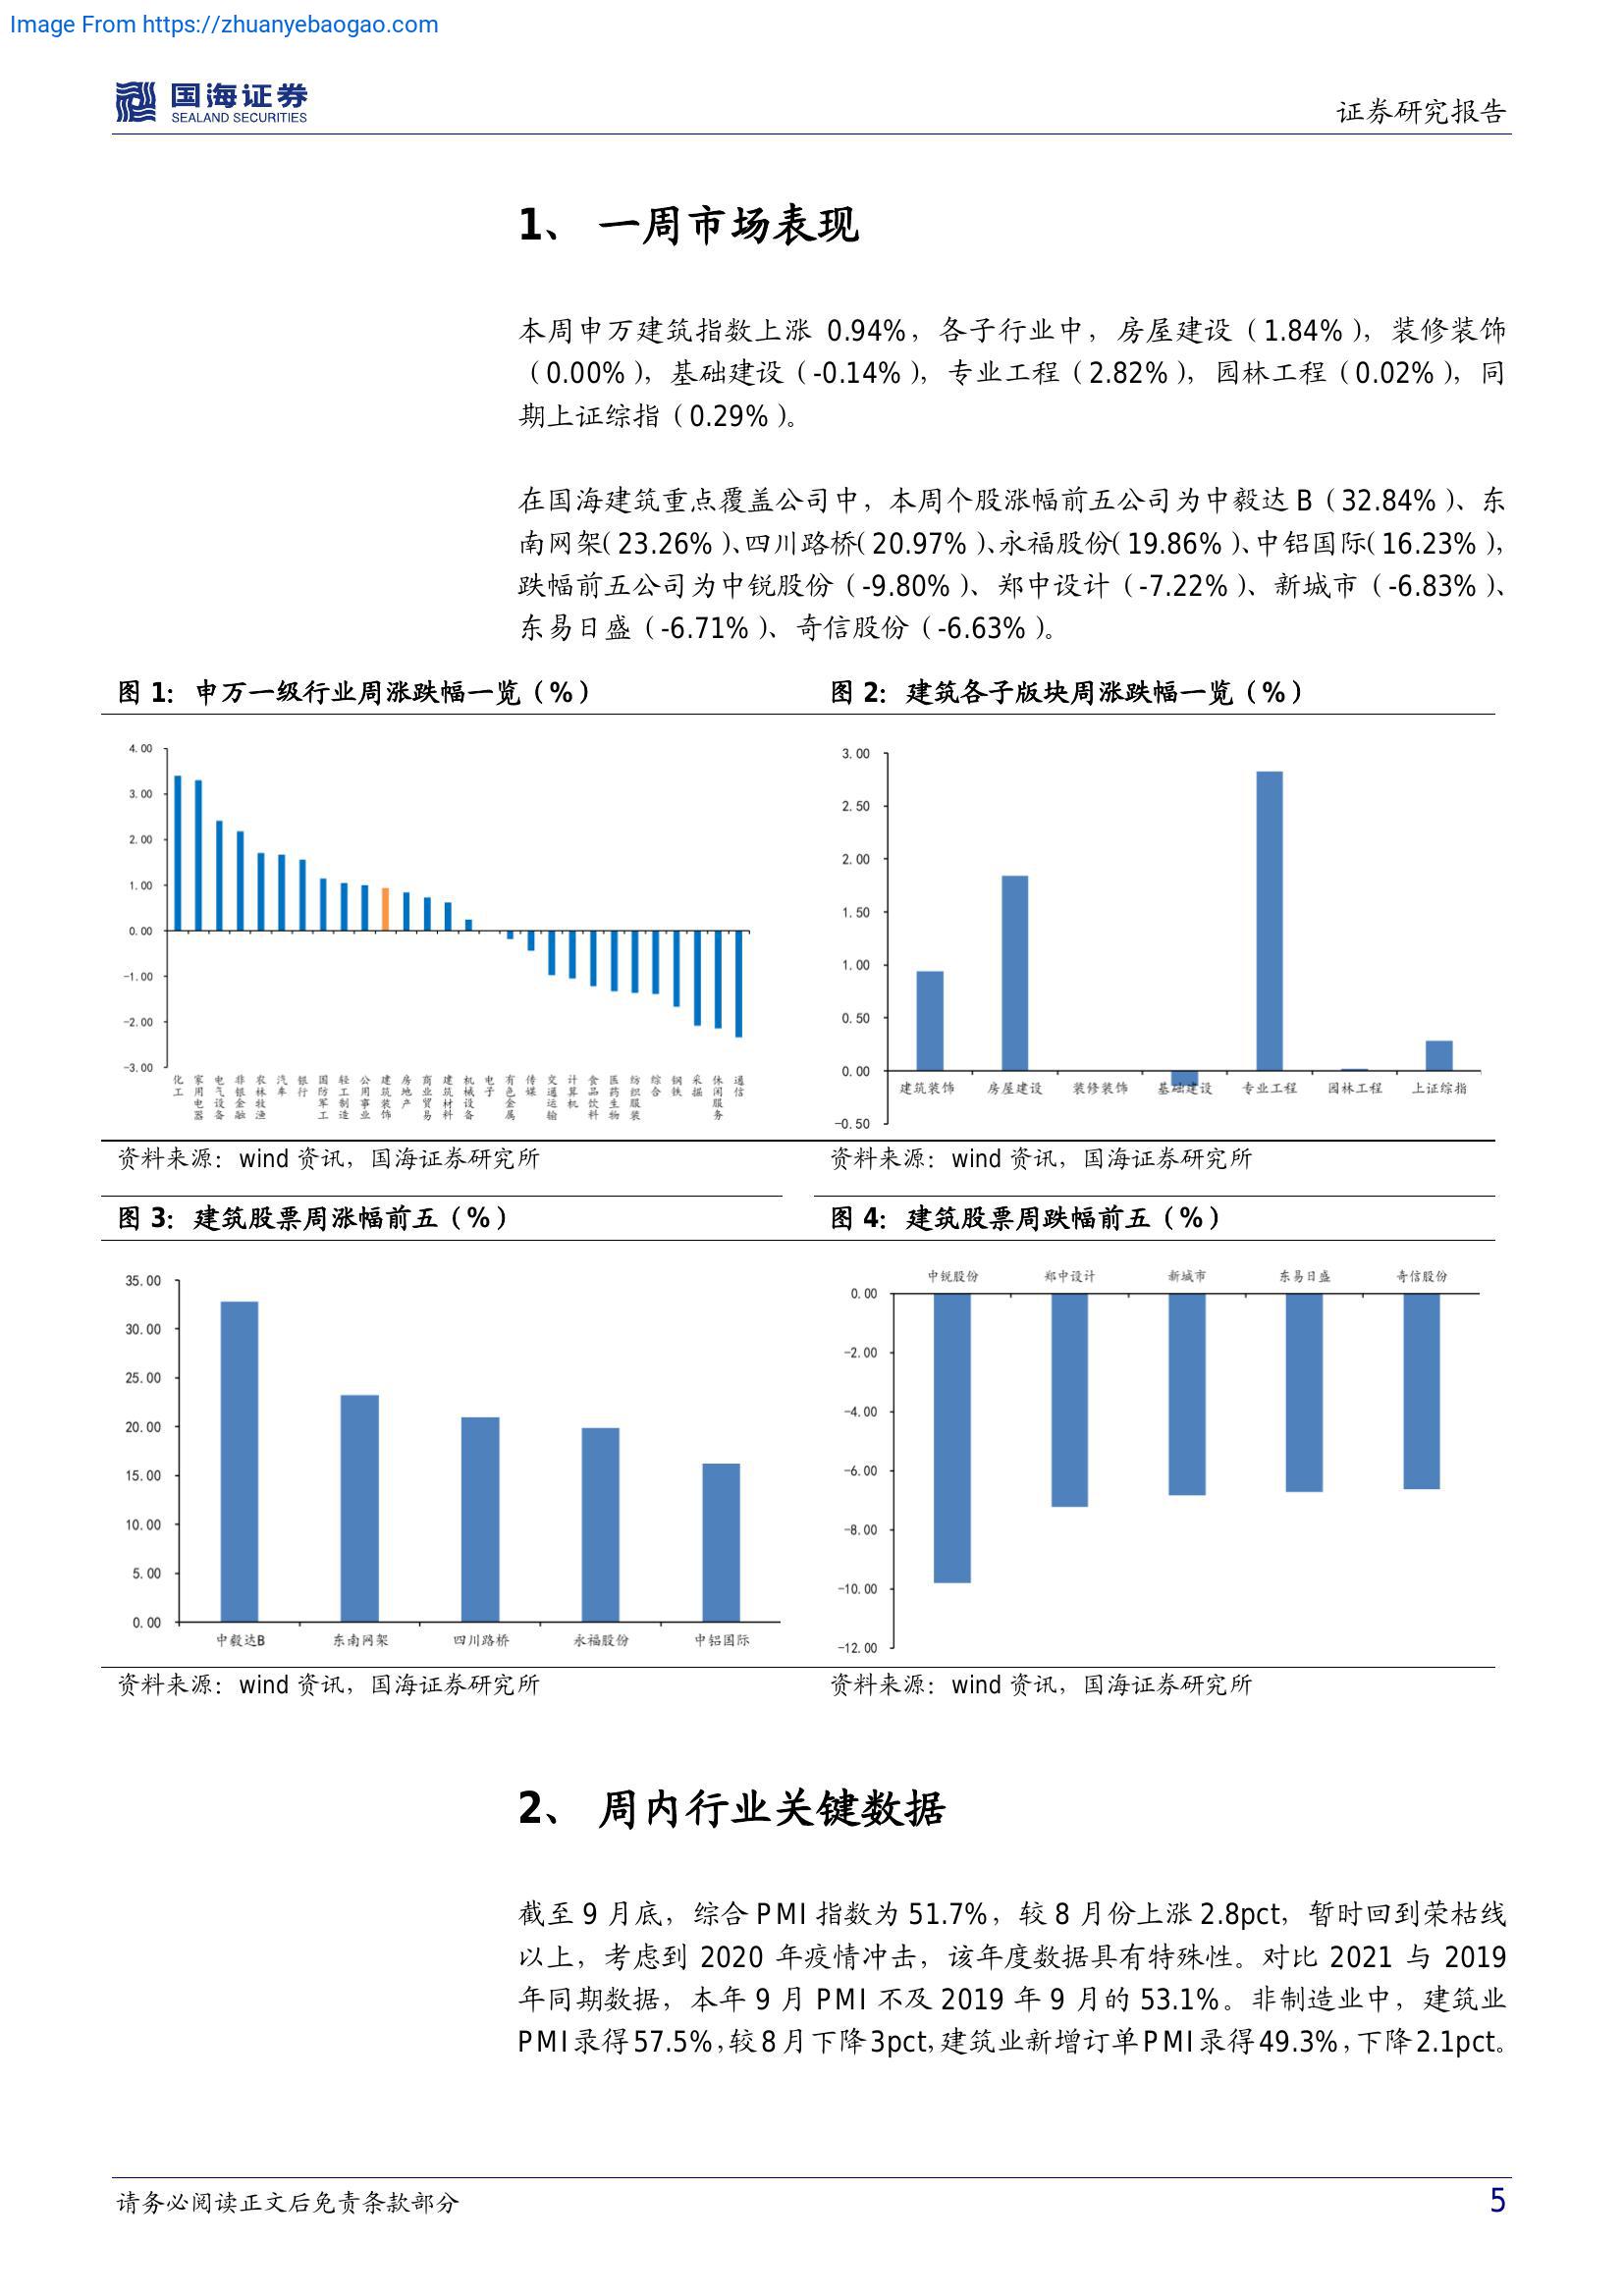 Image From https://zhuanyebaogao.com
国海证券
SEALAND SECURITIES
证券研究报告
1、 一周市场表现
本周申万建筑指数上涨 0.94%，各子行业中，房屋建设（1.84%），装修装饰
（0.00%），基础建设（-0.14%），专业工程（2.82%），园林工程（0.02%），同
期上证综指（0.29%）。
在国海建筑重点覆盖公司中，本周个股涨幅前五公司为中毅达 B（32.84%）、东
南网架（23.26%）、四川路桥（20.97%）、永福股份（19.86%）、中铝国际（16.23%），
跌幅前五公司为中锐股份（-9.80%）、郑中设计（-7.22%）、新城市（-6.83%）、
东易日盛（-6.71%）、奇信股份（-6.63%）。
图 1：申万一级行业周涨跌幅一览（%）
4.00
3.00
2.00
1.00
0.00
-1.00
-2.00
-3.00
化工
家用电器
电气设备
非银金融
农林牧渔
汽车
银行
国防军工
轻工制造
公用事业
建筑装饰
房地产
商业贸易
建筑材料
机械设备
电子
有色金属
传媒
交通运输
计算机
食品饮料
医药生物
纺织服装
综合
钢铁
采掘
休闲服务
通信
资料来源：wind 资讯，国海证券研究所
图 2：建筑各子版块周涨跌幅一览（%）
3.00
2.50
2.00
1.50
1.00
0.50
0.00
-0.50
建筑装饰 房屋建设 装修装饰 基础建设 专业工程 园林工程 上证综指
资料来源：wind 资讯，国海证券研究所
图 3：建筑股票周涨幅前五（%）
35.00
30.00
25.00
20.00
15.00
10.00
5.00
0.00
中毅达B 东南网架 四川路桥 永福股份 中铝国际
资料来源：wind 资讯，国海证券研究所
图 4：建筑股票周跌幅前五（%）
中锐股份 郑中设计 新城市 东易日盛 奇信股份
0.00
-2.00
-4.00
-6.00
-8.00
-10.00
-12.00
资料来源：wind 资讯，国海证券研究所
2、 周内行业关键数据
截至 9 月底，综合 PMI 指数为 51.7%，较 8 月份上涨 2.8pct，暂时回到荣枯线
以上，考虑到 2020 年疫情冲击，该年度数据具有特殊性。对比 2021 与 2019
年同期数据，本年 9 月 PMI 不及 2019 年 9 月的 53.1%。非制造业中，建筑业
PMI 录得 57.5%，较 8 月下降 3pct，建筑业新增订单 PMI 录得 49.3%，下降 2.1pct。
请务必阅读正文后免责条款部分
5